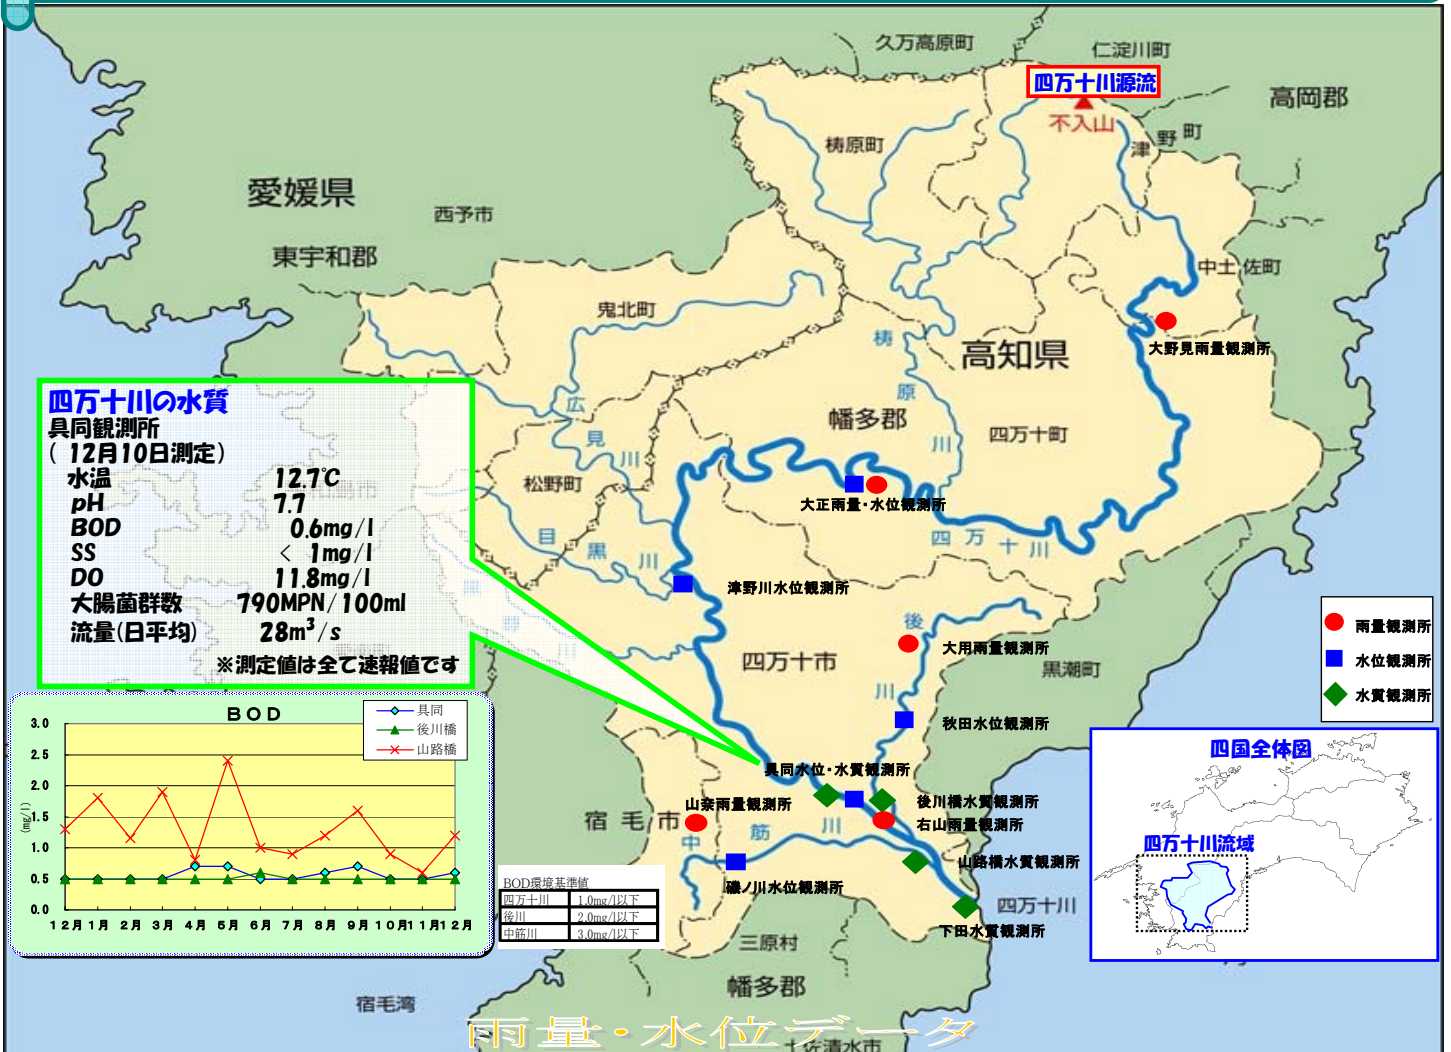 久万高原町
仁淀川町
四万十川源流
高岡郡
不入山
梼原町
津野町
愛媛県
西予市
東宇和郡
中土佐町
鬼北町
大野見雨量観測所
高知県
梼原川
幡多郡
四万十町
広見川
松野町
大正雨量・水位観測所
四万十川
目黒川
津野川水位観測所
後川
大用雨量観測所
四万十市
黒潮町
秋田水位観測所
具同水位・水質観測所
山奈雨量観測所
後川橋水質観測所
宿毛市
右山雨量観測所
中筋川
山路橋水質観測所
磯ノ川水位観測所
四万十川
下田水質観測所
三原村
幡多郡
宿毛湾
土佐清水市
雨量・水位データ
四万十川の水質
具同観測所
( 12月10日測定)
水温 12.7℃
pH 7.7
BOD 0.6mg/l
SS < 1mg/l
DO 11.8mg/l
大腸菌群数 790MPN/100ml
流量(日平均) 28m³/s
※測定値は全て速報値です
BOD
具同
後川橋
山路橋
(mg/l)
3.0
2.5
2.0
1.5
1.0
0.5
0.0
12月 1月 2月 3月 4月 5月 6月 7月 8月 9月 10月 11月 12月
BOD環境基準値
四万十川 1.0mg/l以下
後川 2.0mg/l以下
中筋川 3.0mg/l以下
雨量観測所
水位観測所
水質観測所
四国全体図
四万十川流域